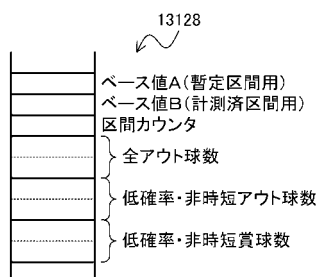 13128
ベース値A(暫定区間用)
ベース値B(計測済区間用)
区間カウンタ
全アウト球数
低確率・非時短アウト球数
低確率・非時短賞球数